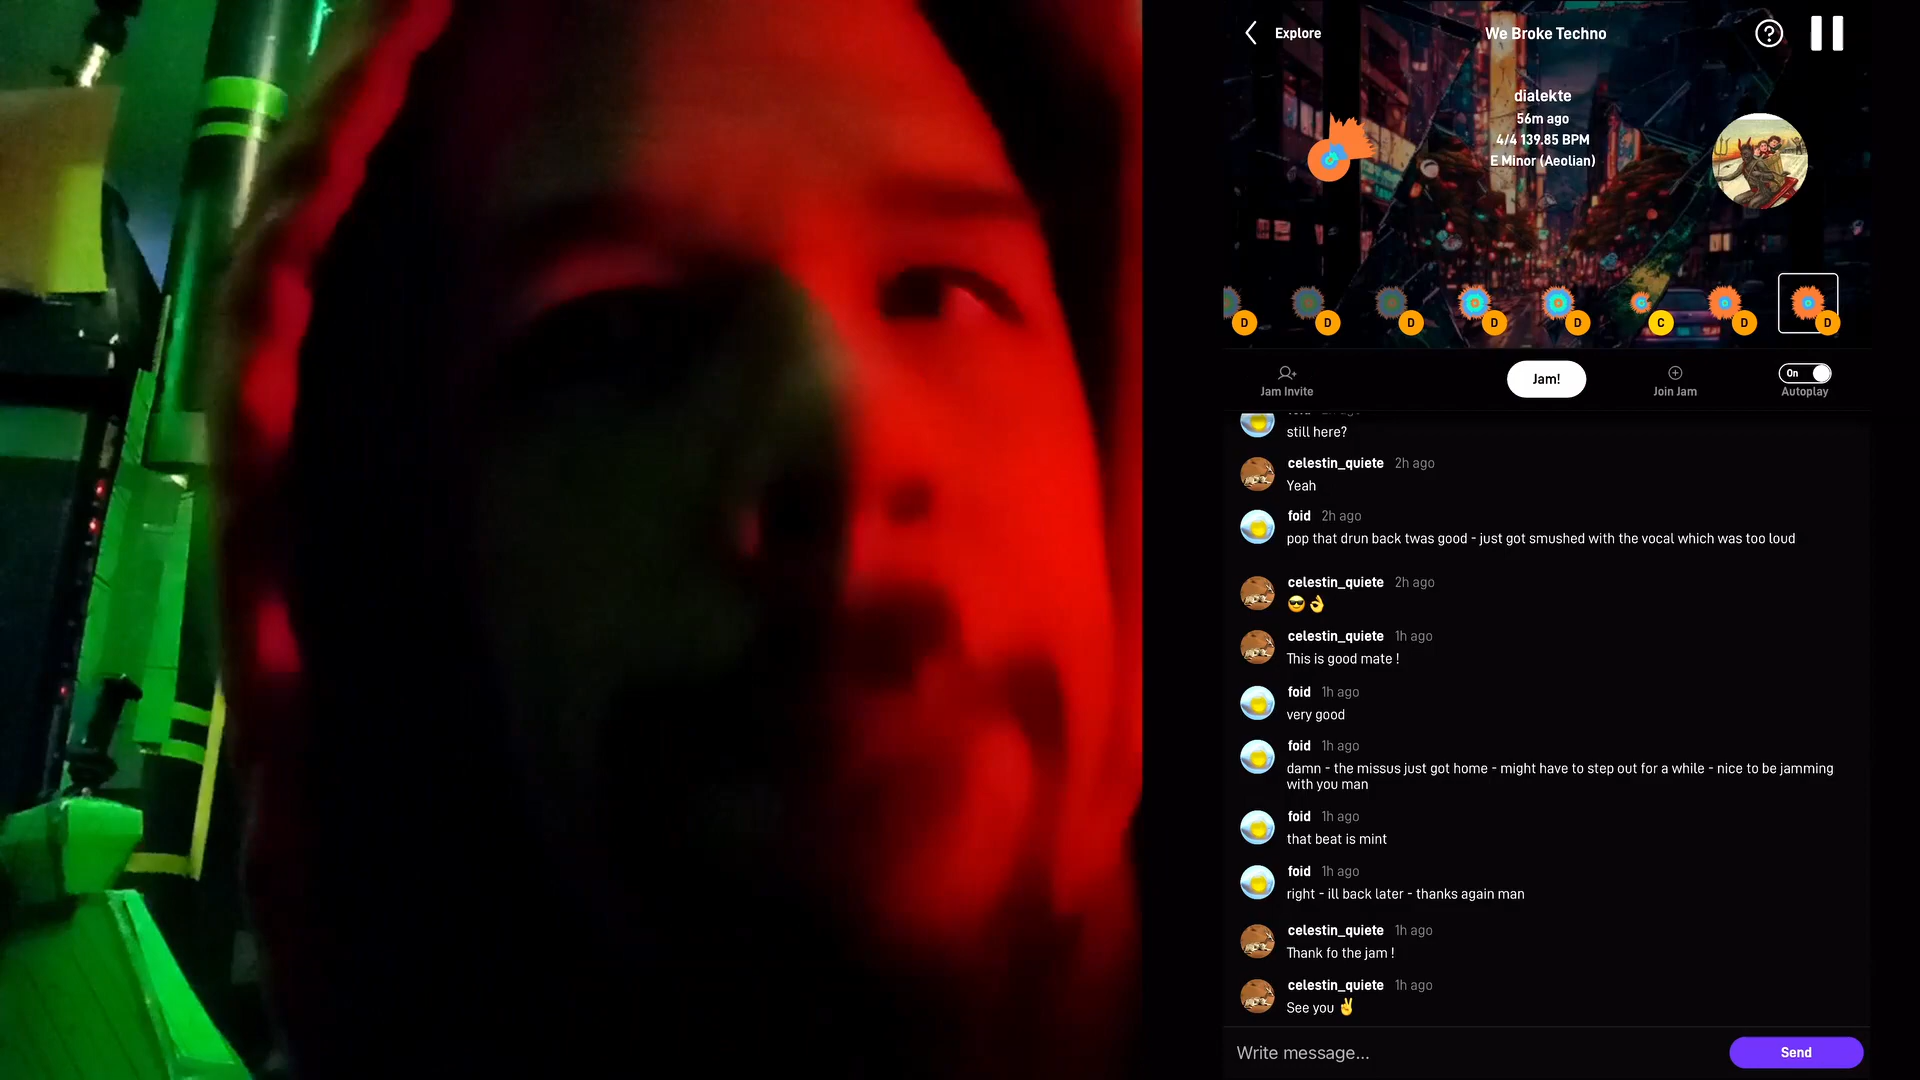 Explore
We Broke Techno
dialekte
56m ago
4/4 139.85 BPM
E Minor (Aeolian)
D
D
D
D
D
C
D
D
Jam Invite
Jam!
Join Jam
On
Autoplay
still here?
celestin_quiete 2h ago
Yeah
foid 2h ago
pop that drun back twas good - just got smushed with the vocal which was too loud
celestin_quiete 2h ago
😎👌
celestin_quiete 1h ago
This is good mate !
foid 1h ago
very good
foid 1h ago
damn - the missus just got home - might have to step out for a while - nice to be jamming
with you man
foid 1h ago
that beat is mint
foid 1h ago
right - ill back later - thanks again man
celestin_quiete 1h ago
Thank fo the jam !
celestin_quiete 1h ago
See you ✌️
Write message...
Send